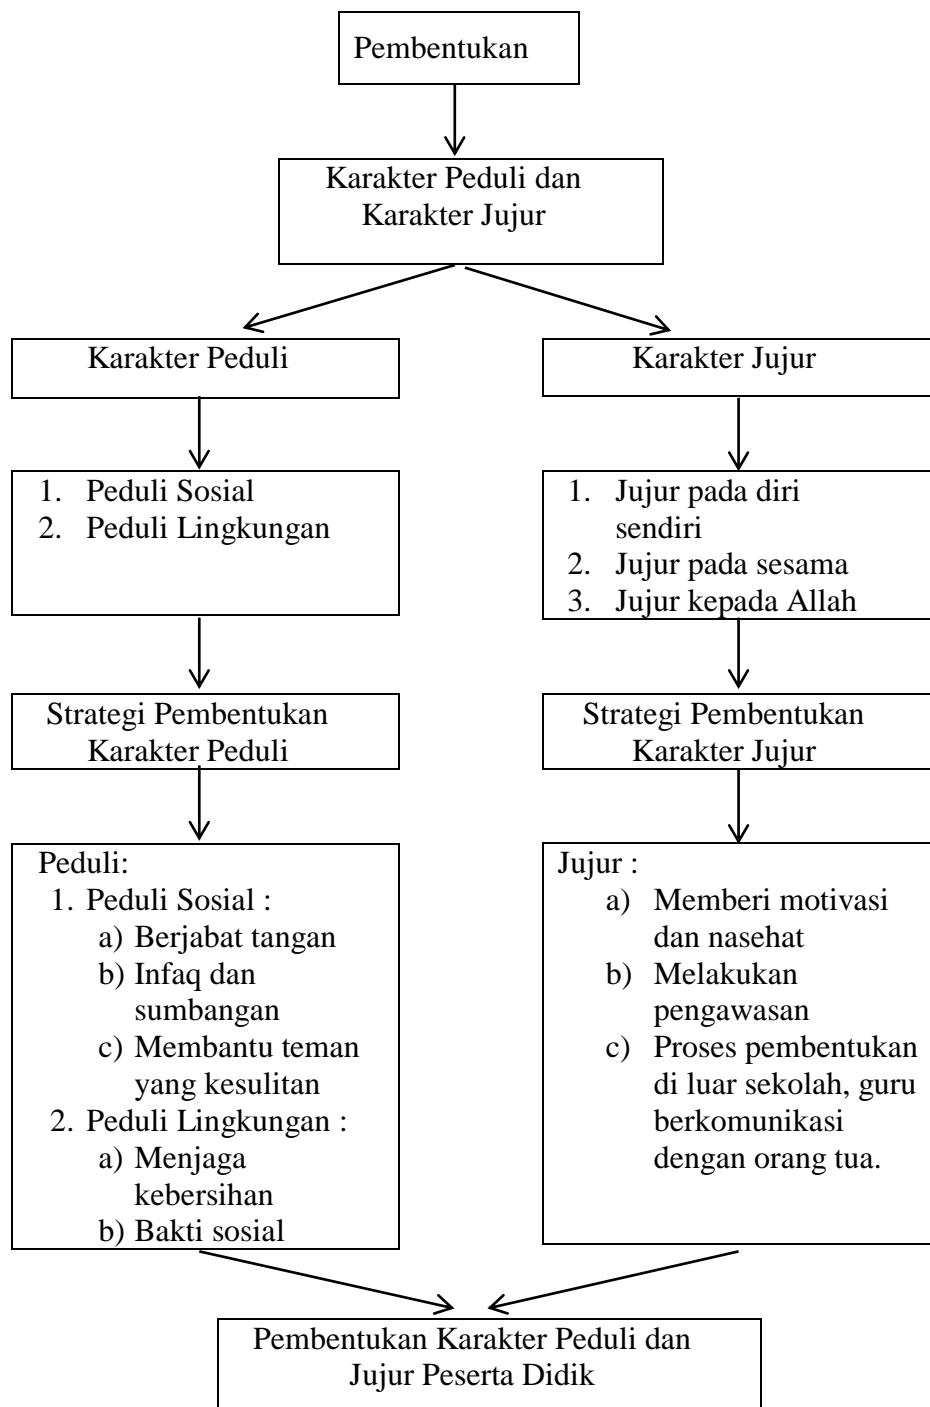 Pembentukan
Karakter Peduli dan
Karakter Jujur
Karakter Peduli
Karakter Jujur
1. Peduli Sosial
2. Peduli Lingkungan
1. Jujur pada diri
sendiri
2. Jujur pada sesama
3. Jujur kepada Allah
Strategi Pembentukan
Karakter Peduli
Strategi Pembentukan
Karakter Jujur
Peduli:
1. Peduli Sosial :
a) Berjabat tangan
b) Infaq dan
sumbangan
c) Membantu teman
yang kesulitan
2. Peduli Lingkungan :
a) Menjaga
kebersihan
b) Bakti sosial
Jujur :
a) Memberi motivasi
dan nasehat
b) Melakukan
pengawasan
c) Proses pembentukan
di luar sekolah, guru
berkomunikasi
dengan orang tua.
Pembentukan Karakter Peduli dan
Jujur Peserta Didik